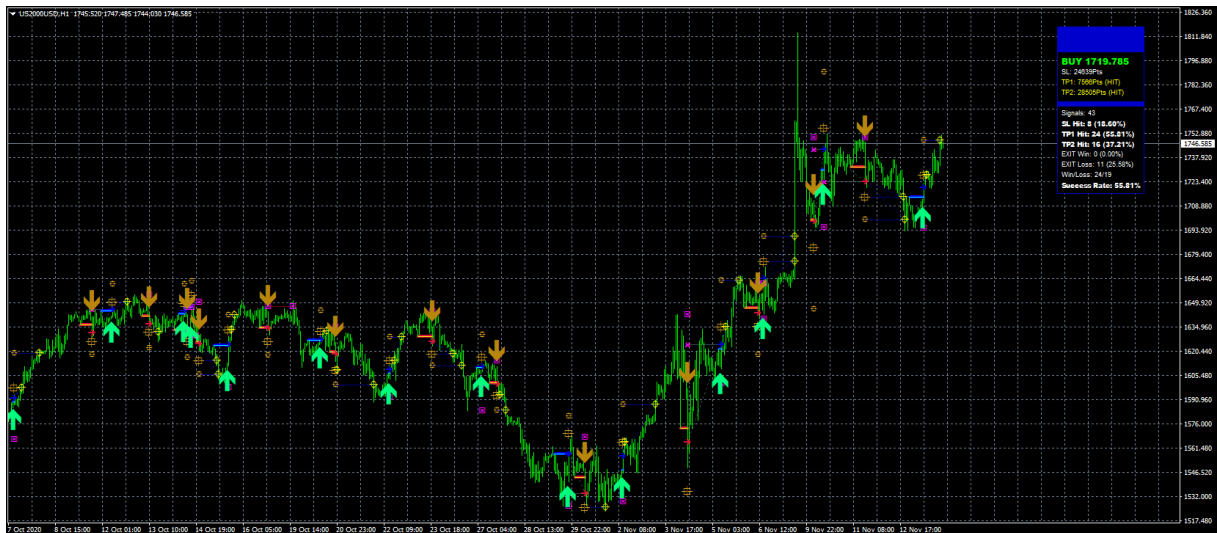 US2000USD,H1 1745.520 1747.485 1744.030 1746.585
BUY 1719.785
SL: 24639Pts
TP1: 7566Pts (HIT)
TP2: 28505Pts (HIT)
Signals: 43
SL Hit: 8 (18.60%)
TP1 Hit: 24 (55.81%)
TP2 Hit: 16 (37.21%)
EXIT Win: 0 (0.00%)
EXIT Loss: 11 (25.58%)
Win/Loss: 24/19
Success Rate: 55.81%
1826.360
1811.840
1796.880
1782.360
1767.400
1752.880
1746.585
1737.920
1723.400
1708.880
1693.920
1679.400
1664.440
1649.920
1634.960
1620.440
1605.480
1590.960
1576.000
1561.480
1546.520
1532.000
1517.480
7 Oct 2020 8 Oct 15:00 12 Oct 01:00 13 Oct 10:00 14 Oct 19:00 16 Oct 05:00 19 Oct 14:00 20 Oct 23:00 22 Oct 09:00 23 Oct 18:00 27 Oct 04:00 28 Oct 13:00 29 Oct 22:00 2 Nov 08:00 3 Nov 17:00 5 Nov 03:00 6 Nov 12:00 9 Nov 22:00 11 Nov 08:00 12 Nov 17:00